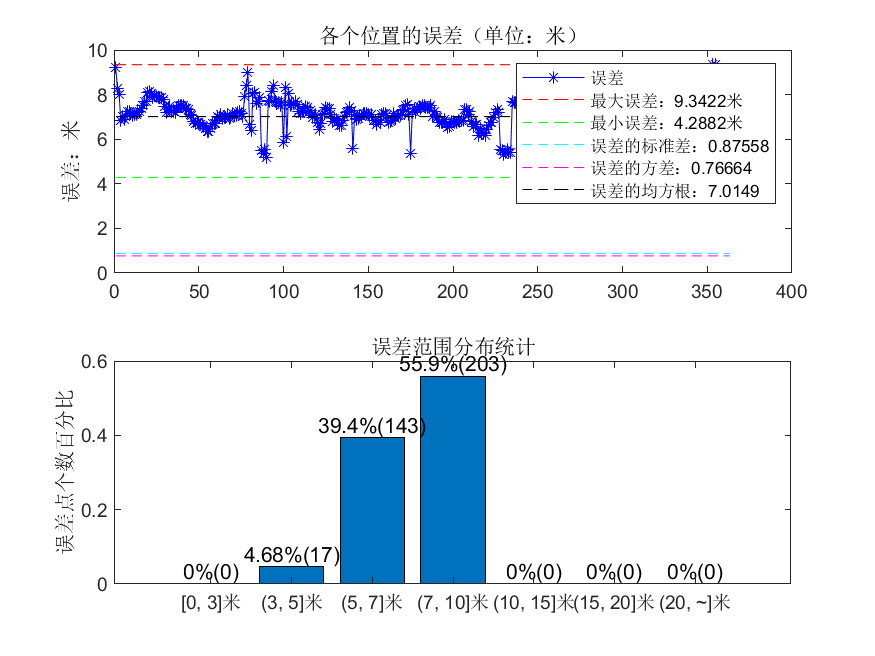 各个位置的误差（单位：米）
误差：米
10
8
6
4
2
0
0 50 100 150 200 250 300 350 400
误差
最大误差：9.3422米
最小误差：4.2882米
误差的标准差：0.87558
误差的方差：0.76664
误差的均方根：7.0149
误差范围分布统计
误差点个数百分比
0.6
0.4
0.2
0
0%(0) 4.68%(17) 39.4%(143) 55.9%(203) 0%(0) 0%(0) 0%(0)
[0, 3]米 (3, 5]米 (5, 7]米 (7, 10]米 (10, 15]米 (15, 20]米 (20, ~]米